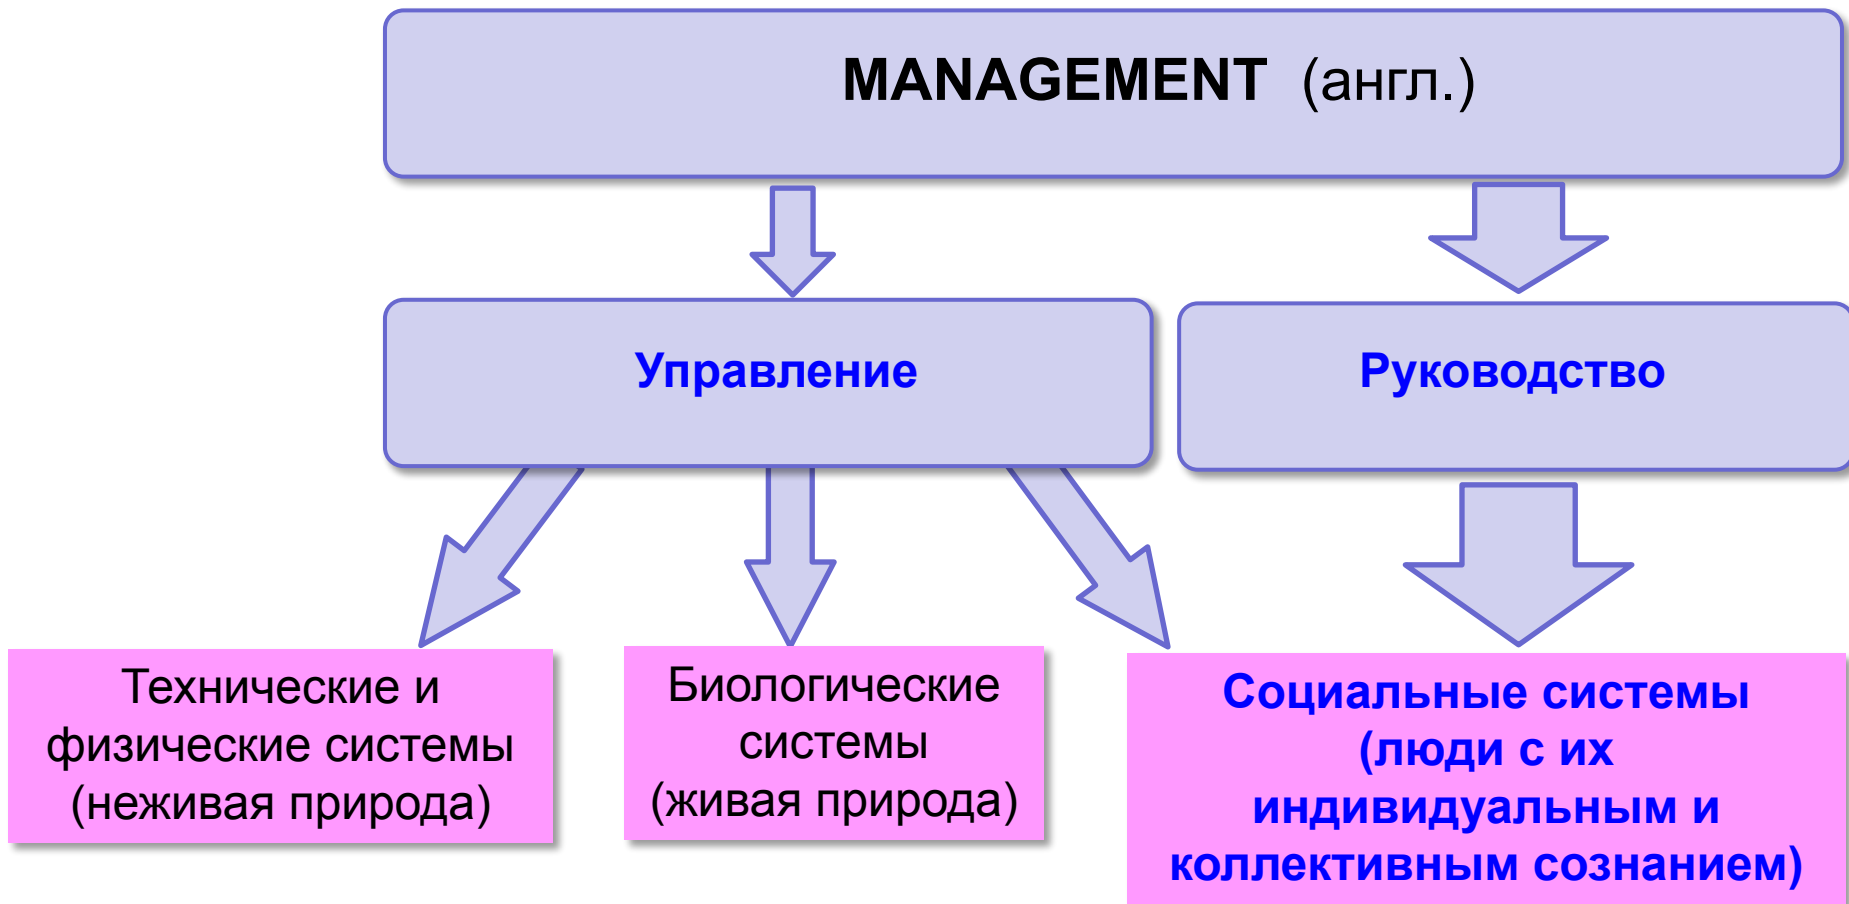 MANAGEMENT (англ.)
Управление
Руководство
Технические и
физические системы
(неживая природа)
Биологические
системы
(живая природа)
Социальные системы
(люди с их
индивидуальным и
коллективным сознанием)